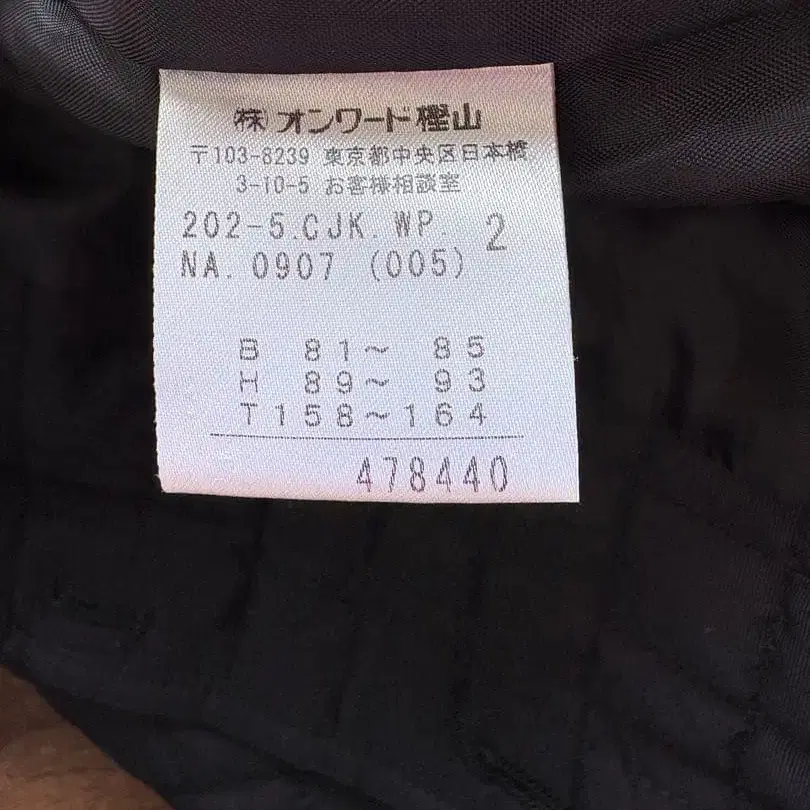 ㈱オンワード樫山
〒103-8239 東京都中央区日本橋
3-10-5 お客様相談室
202-5.CJK.WP. 2
NA.0907 (005)
B 81〜 85
H 89〜 93
T158〜164
478440